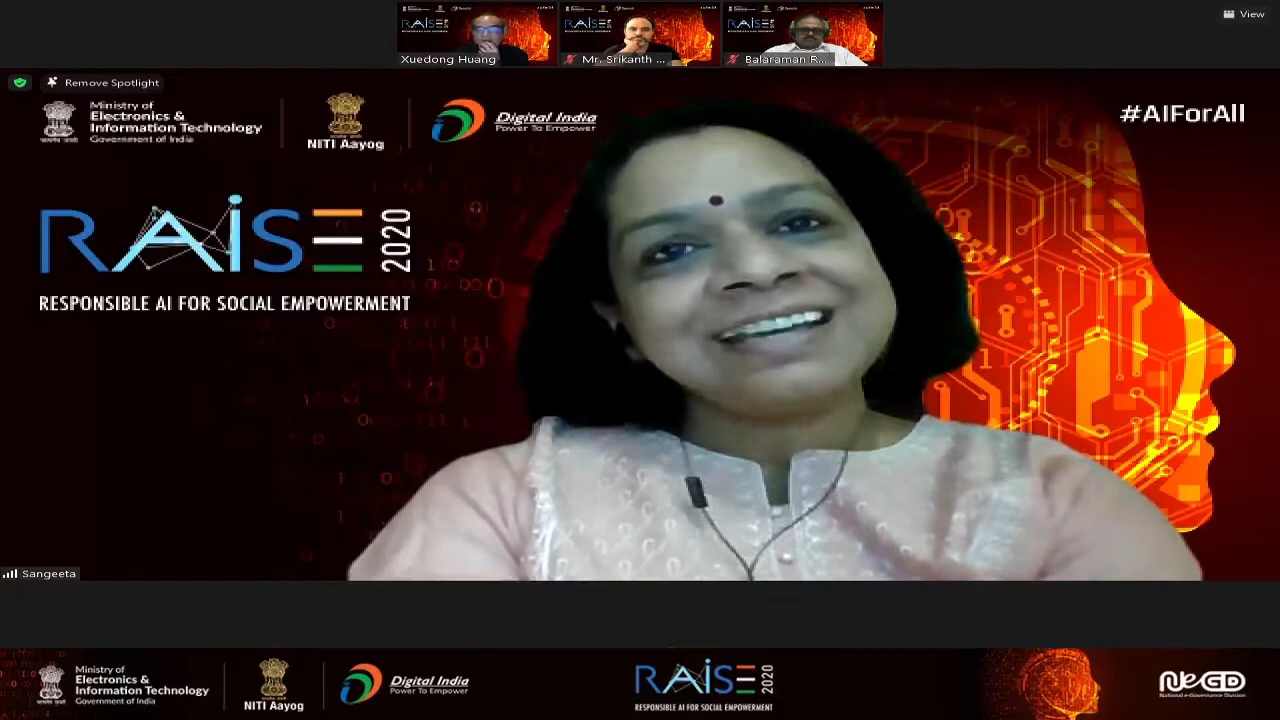 Xuedong Huang
Mr. Srikanth ...
Balaraman R...
View
Remove Spotlight
Ministry of
Electronics &
Information Technology
Government of India
NITI Aayog
Digital India
Power To Empower
#AIForAll
RAiSE 2020
RESPONSIBLE AI FOR SOCIAL EMPOWERMENT
Sangeeta
Ministry of
Electronics &
Information Technology
Government of India
NITI Aayog
Digital India
Power To Empower
RAiSE 2020
RESPONSIBLE AI FOR SOCIAL EMPOWERMENT
NeGD
National e-Governance Division